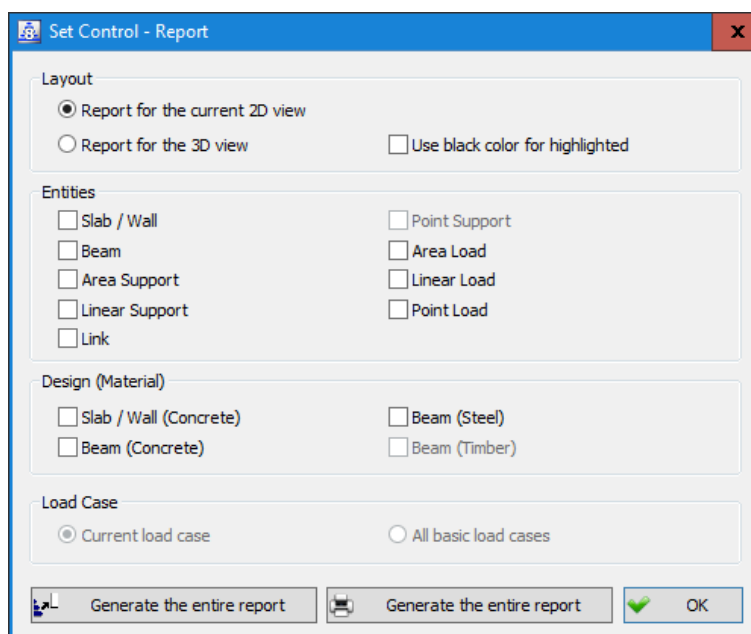 Set Control - Report
Layout
Report for the current 2D view
Report for the 3D view Use black color for highlighted
Entities
Slab / Wall Point Support
Beam Area Load
Area Support Linear Load
Linear Support Point Load
Link
Design (Material)
Slab / Wall (Concrete) Beam (Steel)
Beam (Concrete) Beam (Timber)
Load Case
Current load case All basic load cases
Generate the entire report Generate the entire report OK